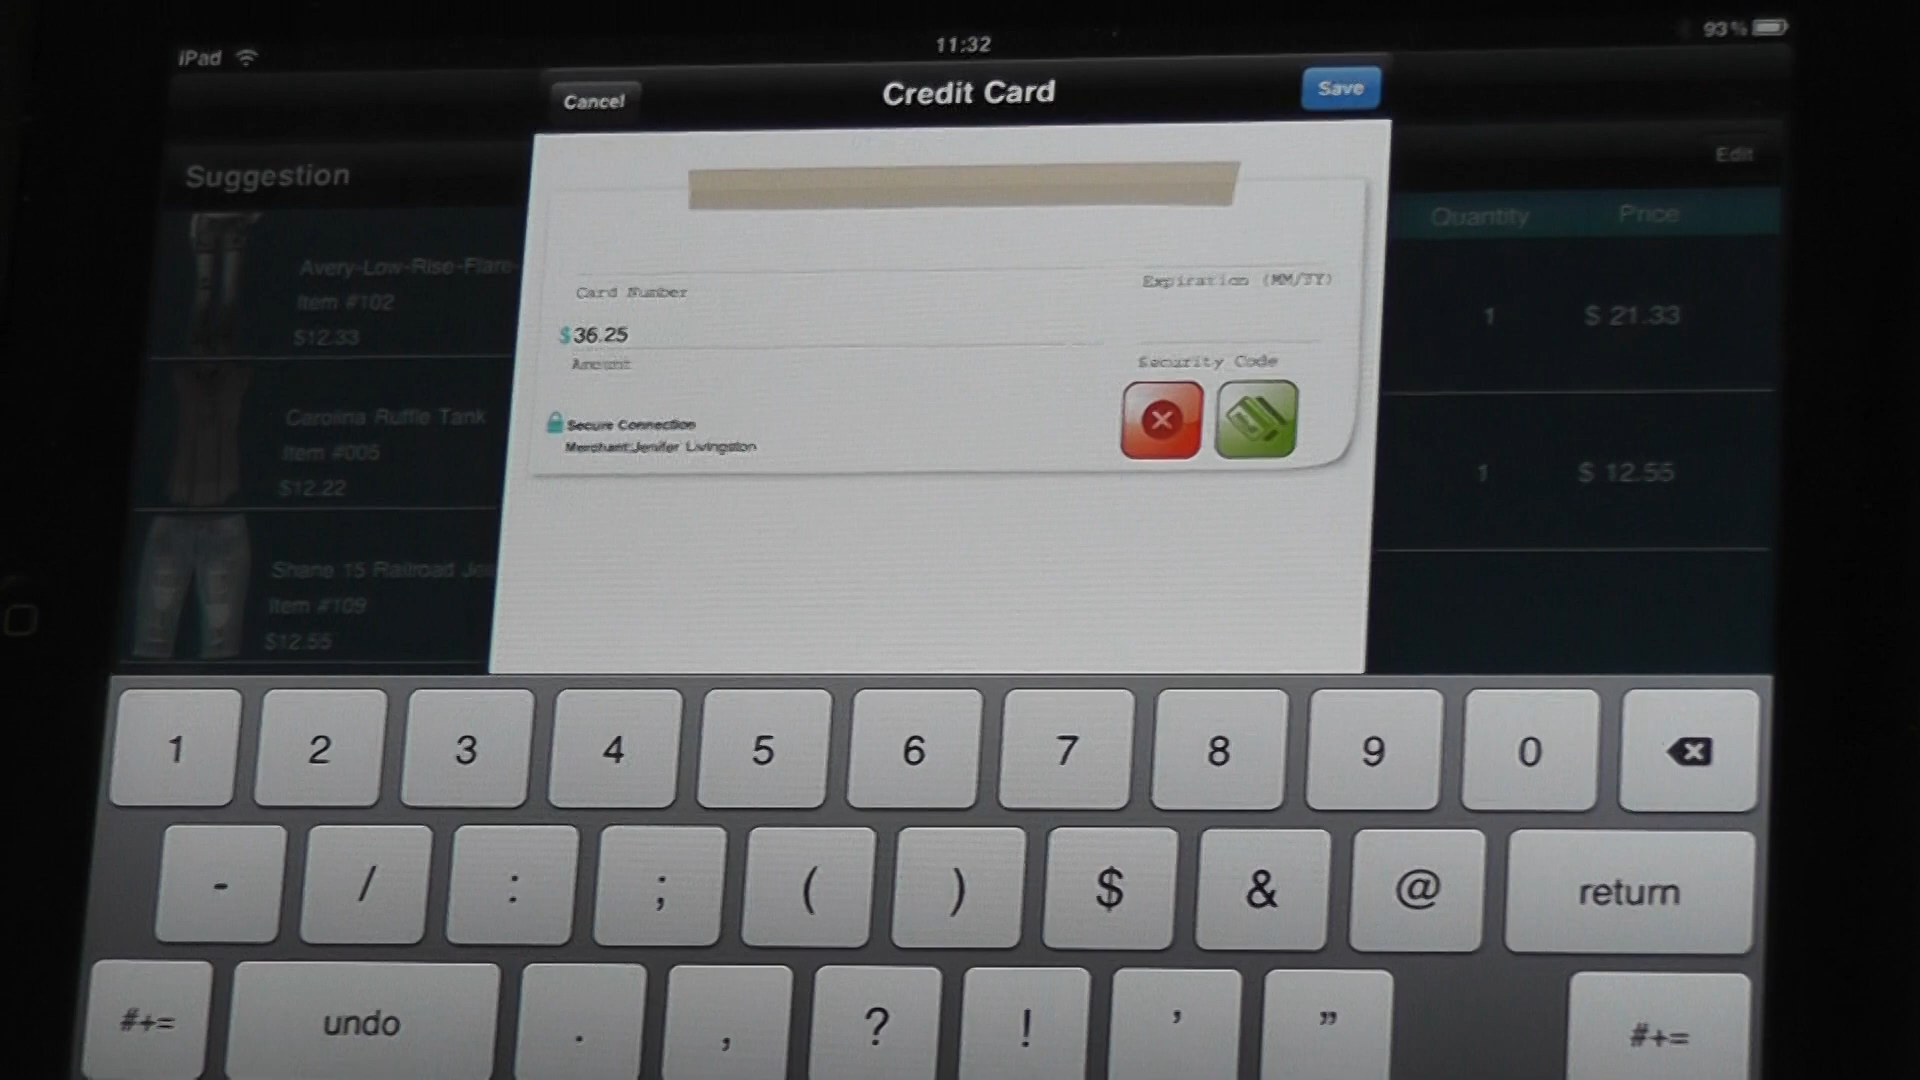 iPad
11:32
93%
Cancel
Credit Card
Save
Suggestion
Edit
Quantity Price
Avery-Low-Rise-Flare-
Item #102
$12.33
Carolina Ruffle Tank
Item #005
$12.22
Shane 15 Railroad
Item #109
$12.55
Card Number
Expiration (MM/YY)
$36.25
Amount
Security Code
Secure Connection
Merchant:Jenifer Livingston
1 $ 21.33
1 $ 12.55
1 2 3 4 5 6 7 8 9 0
- / : ; ( ) $ & @ return
#+= undo . , ? ! ' " #+=